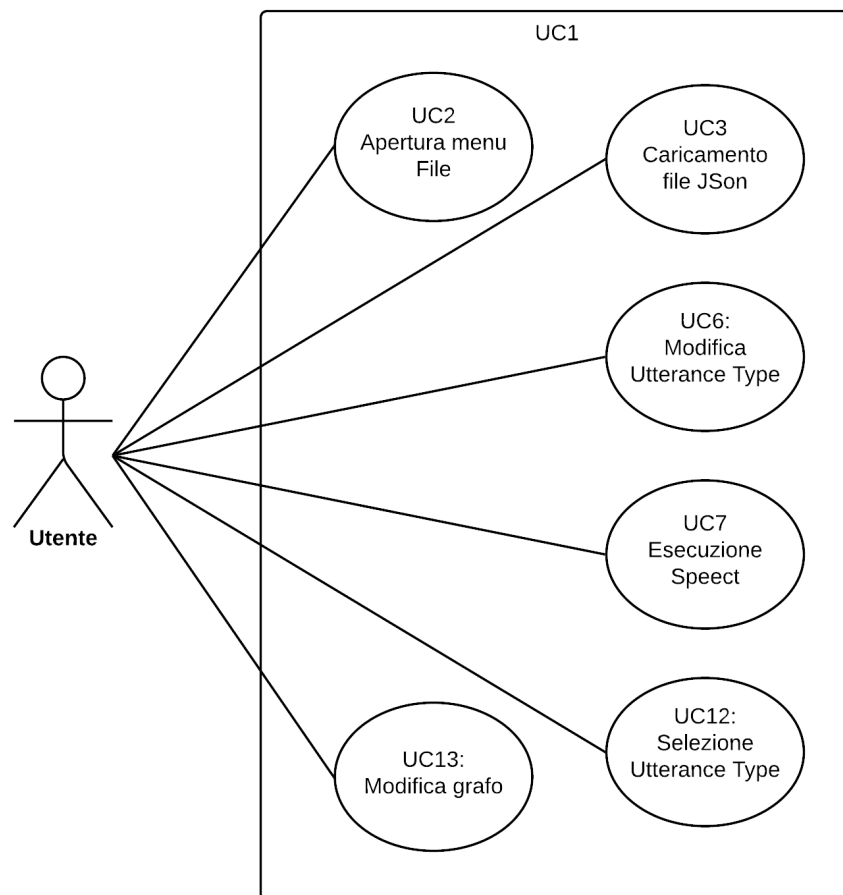 UC1
UC2
Apertura menu
File
UC3
Caricamento
file JSon
UC6:
Modifica
Utterance Type
Utente
UC7
Esecuzione
Speect
UC12:
Selezione
Utterance Type
UC13:
Modifica grafo